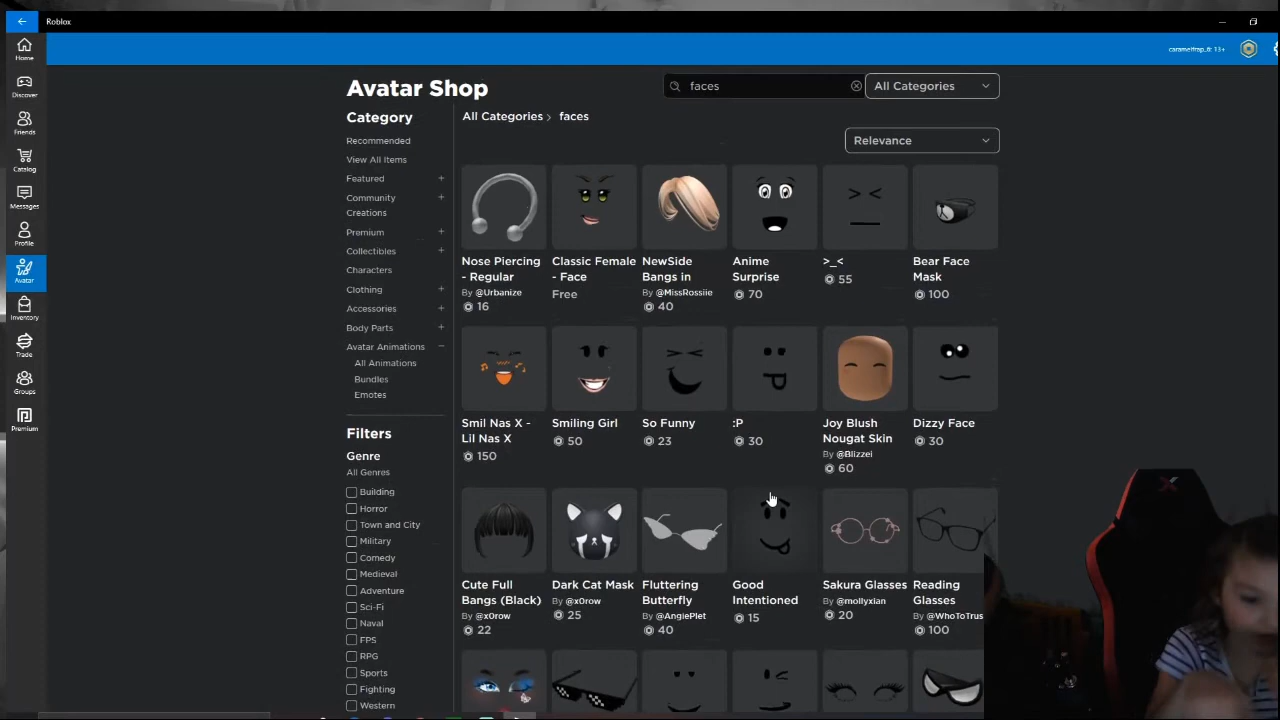 Roblox
Home
Discover
Friends
Catalog
Messages
Profile
Avatar
Inventory
Trade
Groups
Premium
caramelfrap_6: 13+
Avatar Shop
faces
All Categories
Category
All Categories > faces
Relevance
Recommended
View All Items
Featured +
Community +
Creations
Premium +
Collectibles +
Characters
Clothing +
Accessories +
Body Parts +
Avatar Animations −
All Animations
Bundles
Emotes
Filters
Genre
All Genres
Building
Horror
Town and City
Military
Comedy
Medieval
Adventure
Sci-Fi
Naval
FPS
RPG
Sports
Fighting
Western
Nose Piercing
- Regular
By @Urbanize
16
Classic Female
- Face
Free
NewSide
Bangs in
By @MissRossiie
40
Anime
Surprise
70
>_<
55
Bear Face
Mask
100
Smil Nas X -
Lil Nas X
150
Smiling Girl
50
So Funny
23
:P
30
Joy Blush
Nougat Skin
By @Blizzei
60
Dizzy Face
30
Cute Full
Bangs (Black)
By @x0row
22
Dark Cat Mask
By @x0row
25
Fluttering
Butterfly
By @AngiePlet
40
Good
Intentioned
15
Sakura Glasses
By @mollyxian
20
Reading
Glasses
By @WhoToTrus
100